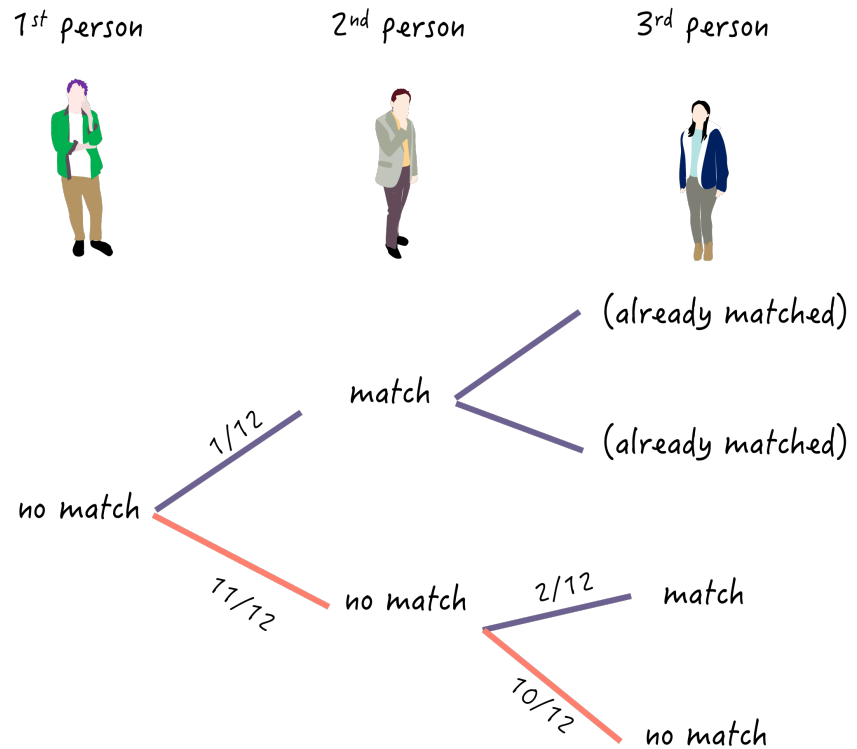 1st person
2nd person
3rd person
(already matched)
match
1/12
(already matched)
no match
11/12
no match
2/12
match
10/12
no match